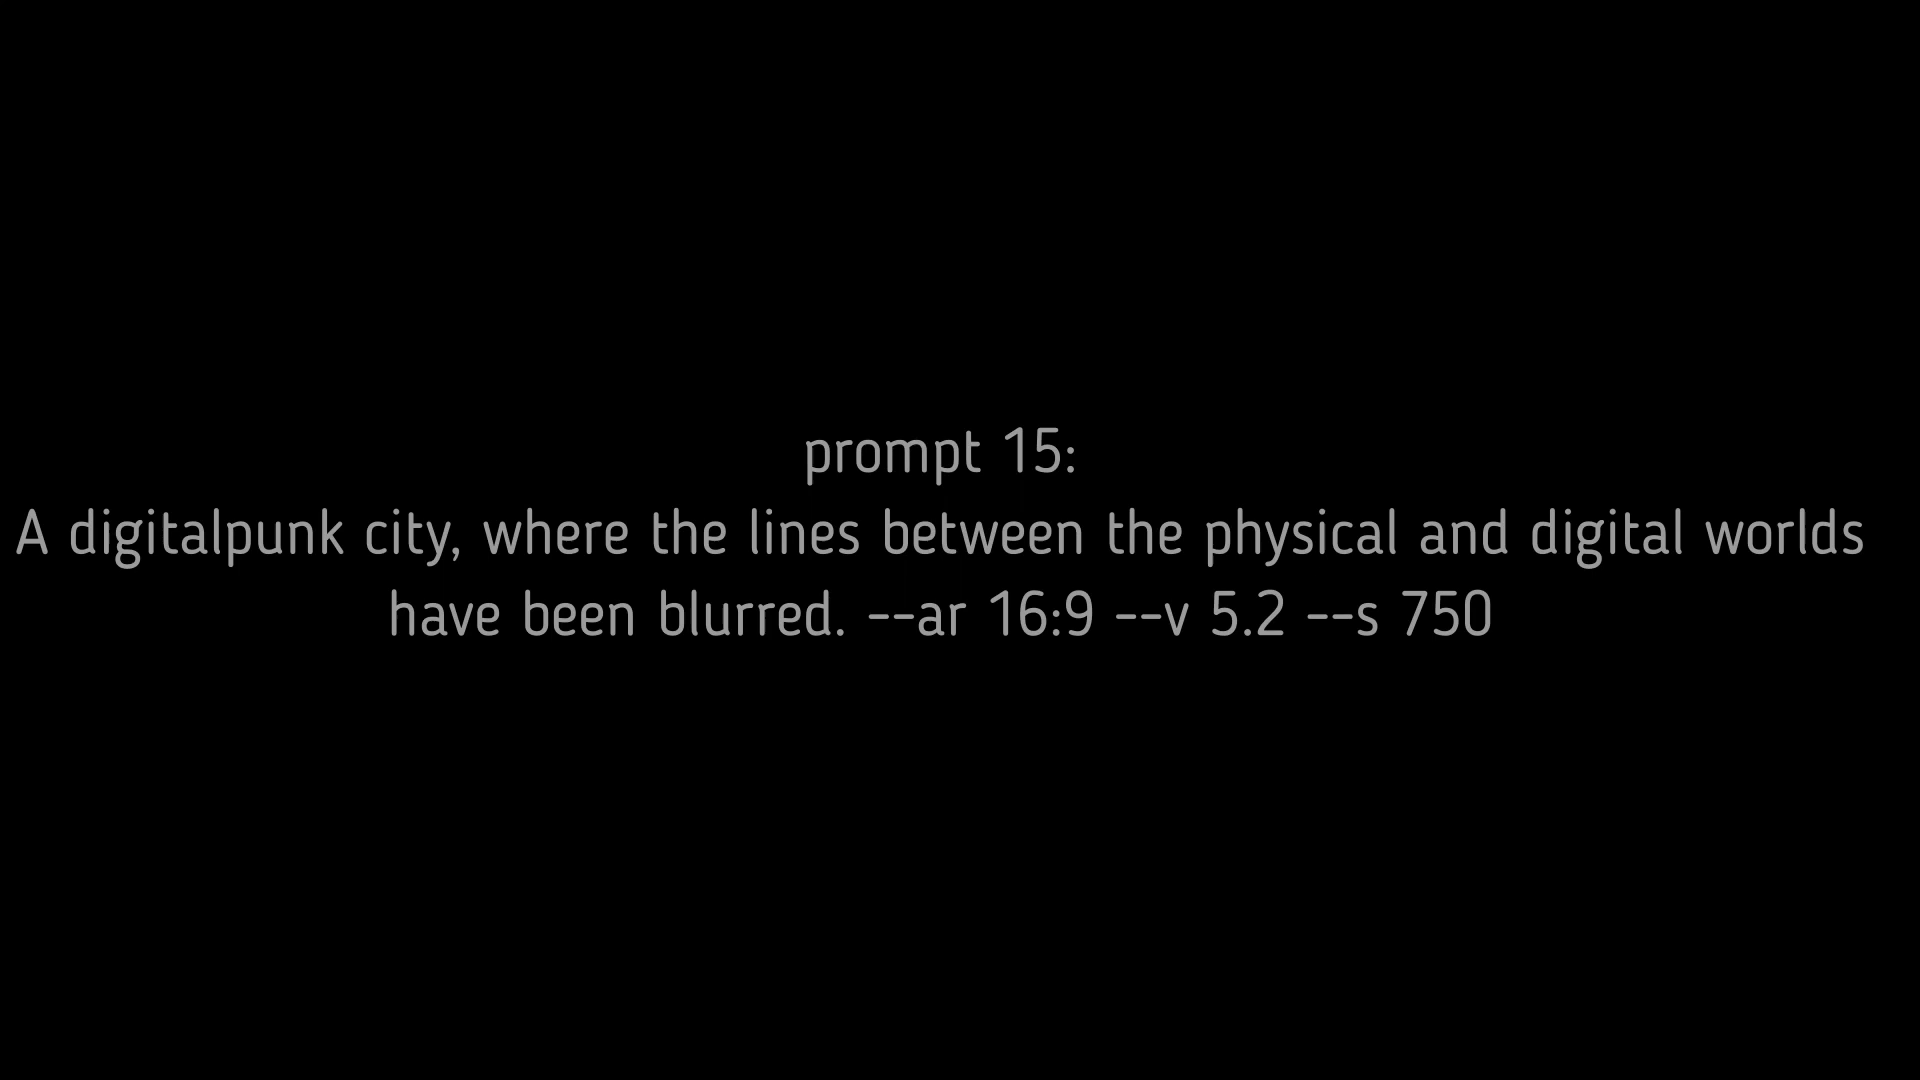 prompt 15:
A digitalpunk city, where the lines between the physical and digital worlds
have been blurred. --ar 16:9 --v 5.2 --s 750